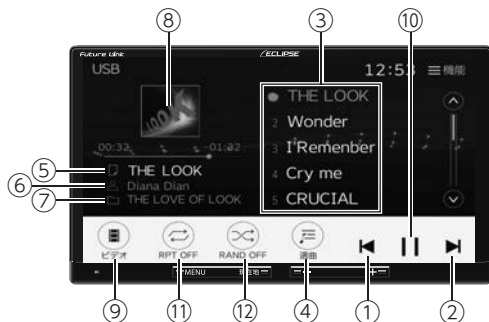 ⑧ ③ ⑩
Future Link ECLIPSE
USB 12:53 機能
THE LOOK
2 Wonder
3 I Remenber
4 Cry me
5 CRUCIAL
00:32 -01:32
⑤ THE LOOK
⑥ Diana Dian
⑦ THE LOVE OF LOOK
ビデオ RPT OFF RAND OFF 選曲
MENU 現在地 − − +
⑨ ⑪ ⑫ ④ ① ②